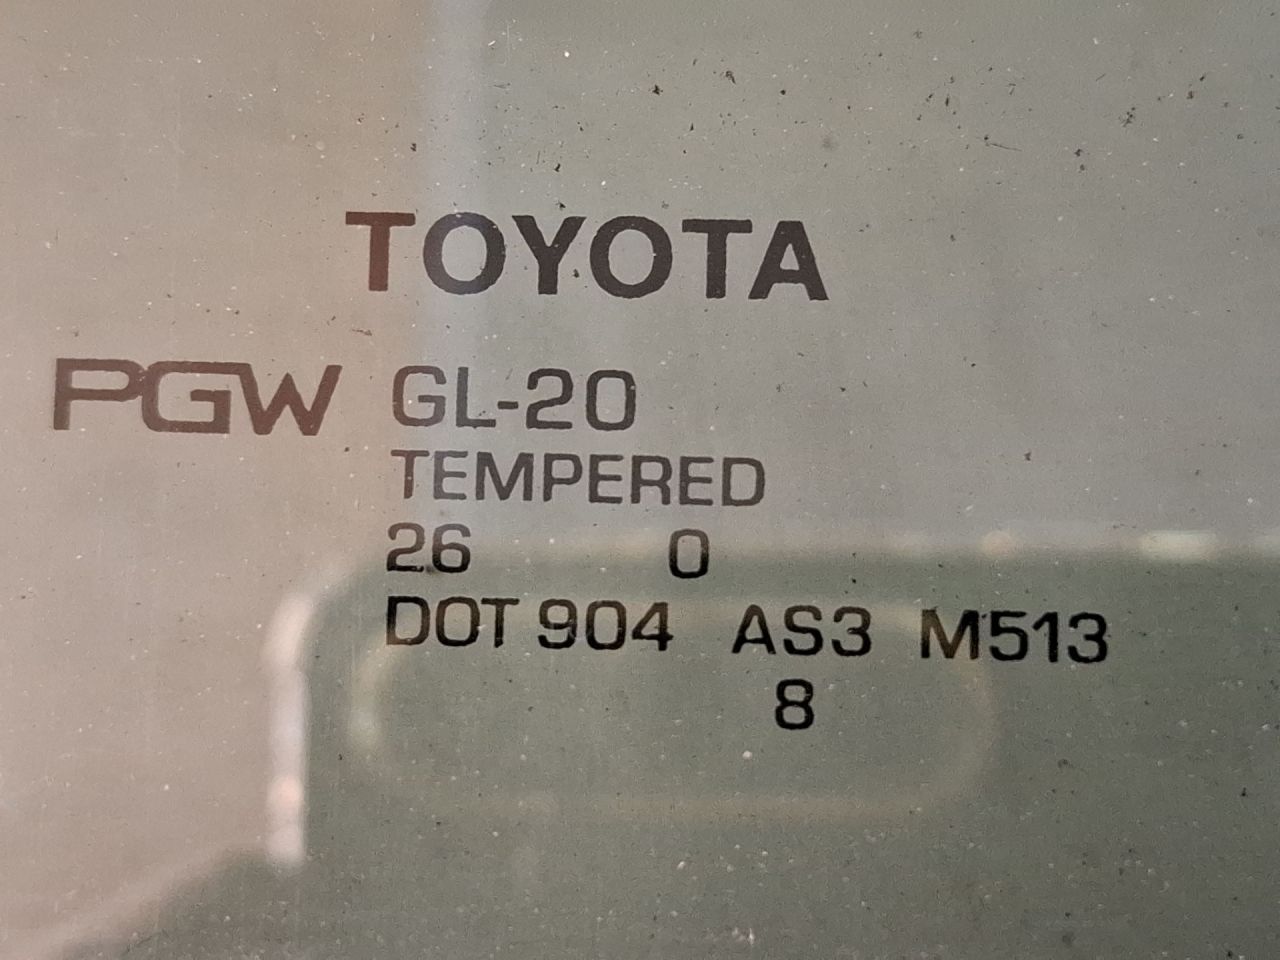 TOYOTA
PGW GL-20
TEMPERED
26 0
DOT 904 AS3 M513
8